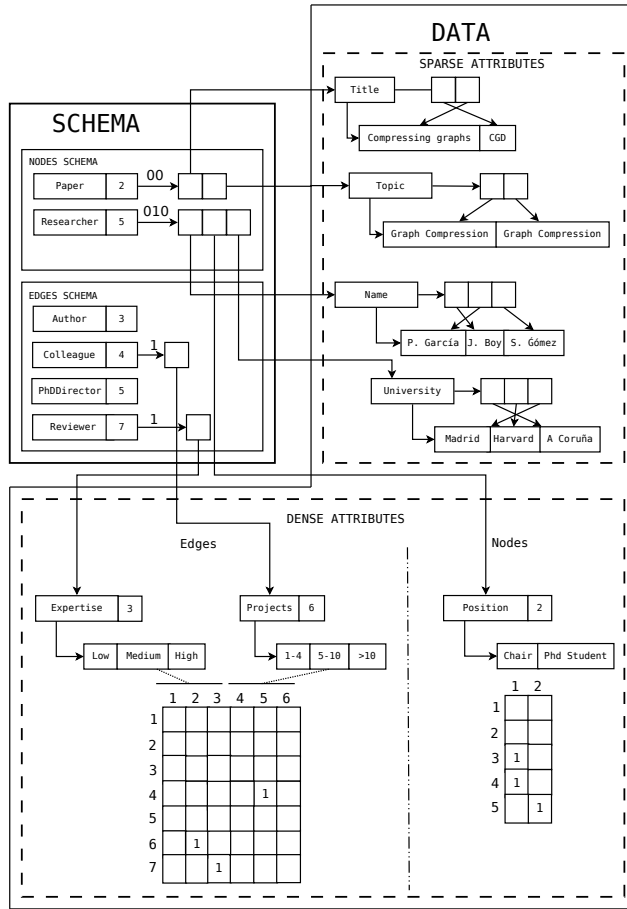 DATA
SPARSE ATTRIBUTES
Title
Compressing graphs CGD
SCHEMA
NODES SCHEMA
Paper 2 00
Topic
Researcher 5 010
Graph Compression Graph Compression
EDGES SCHEMA
Name
Author 3
Colleague 4 1
P. García J. Boy S. Gómez
PhDDirector 5
University
Reviewer 7 1
Madrid Harvard A Coruña
DENSE ATTRIBUTES
Edges
Nodes
Expertise 3
Projects 6
Position 2
Low Medium High
1-4 5-10 >10
Chair Phd Student
1 2 3 4 5 6
1
2
3
4 1
5
6 1
7 1
1 2
1
2
3 1
4 1
5 1